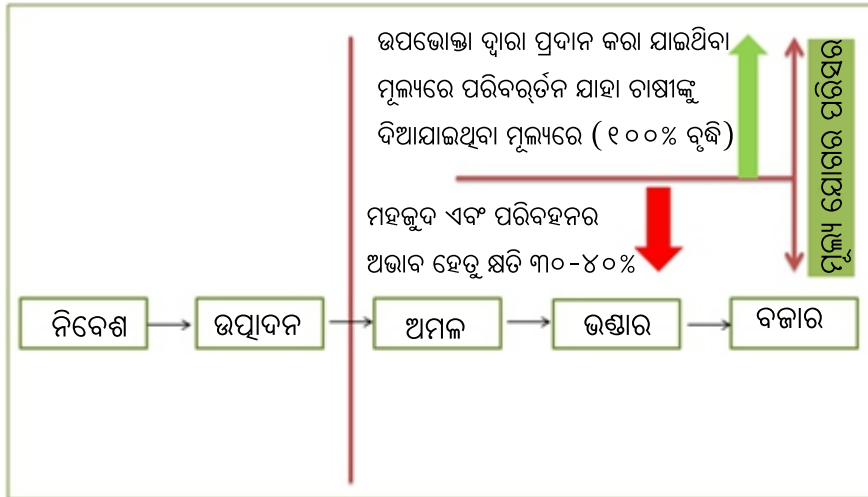 ଉପଭୋକ୍ତା ଦ୍ୱାରା ପ୍ରଦାନ କରା ଯାଇଥିବା
ମୂଲ୍ୟରେ ପରିବର୍ର୍ତନ ଯାହା ଚାଷୀଙ୍କୁ
ଦିଆଯାଇଥିବା ମୂଲ୍ୟରେ (୧୦୦% ବୃଦ୍ଧି)
ମହଜୁଦ ଏବଂ ପରିବହନର
ଅଭାବ ହେତୁ କ୍ଷତି ୩୦-୪୦%
ମୂଲ୍ୟ ଯୋଗର ପରିସର
ନିବେଶ
ଉତ୍ପାଦନ
ଅମଳ
ଭଣ୍ଡାର
ବଜାର